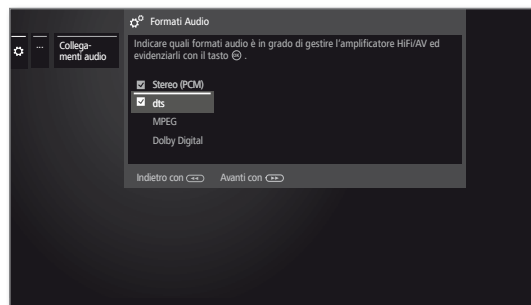 Formati Audio
...
Collega-
menti audio
Indicare quali formati audio è in grado di gestire l'amplificatore HiFi/AV ed
evidenziarli con il tasto OK .
Stereo (PCM)
dts
MPEG
Dolby Digital
Indietro con
Avanti con